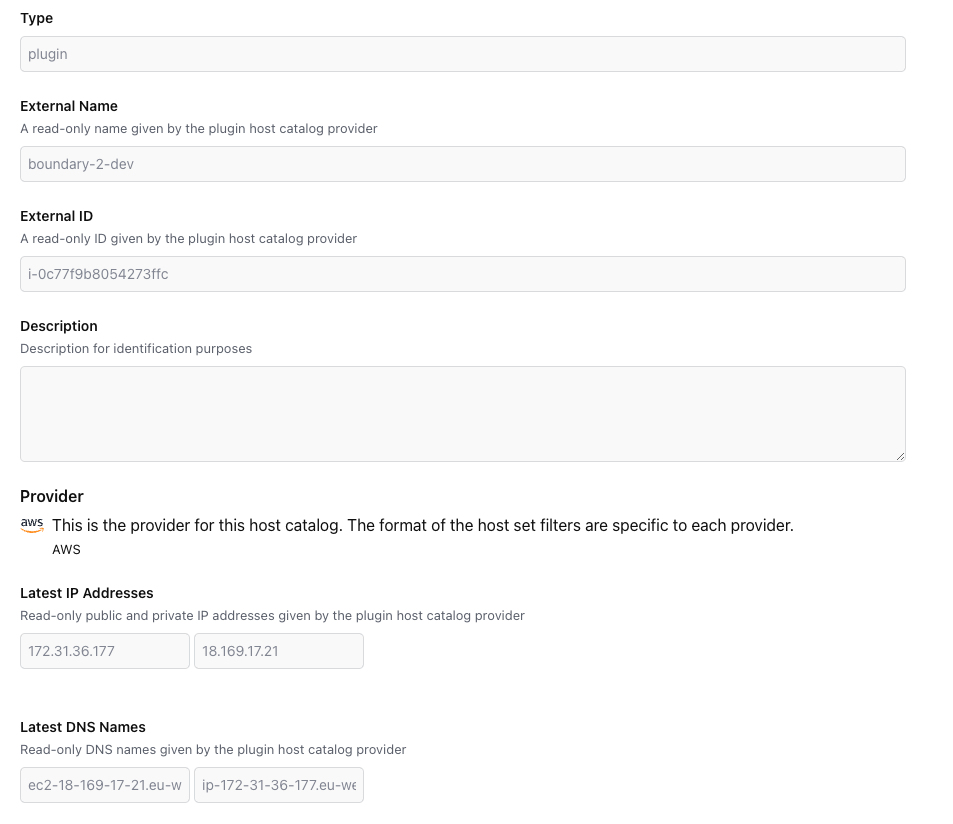 Type
plugin
External Name
A read-only name given by the plugin host catalog provider
boundary-2-dev
External ID
A read-only ID given by the plugin host catalog provider
i-0c77f9b8054273ffc
Description
Description for identification purposes
Provider
aws This is the provider for this host catalog. The format of the host set filters are specific to each provider.
AWS
Latest IP Addresses
Read-only public and private IP addresses given by the plugin host catalog provider
172.31.36.177 18.169.17.21
Latest DNS Names
Read-only DNS names given by the plugin host catalog provider
ec2-18-169-17-21.eu-w ip-172-31-36-177.eu-we